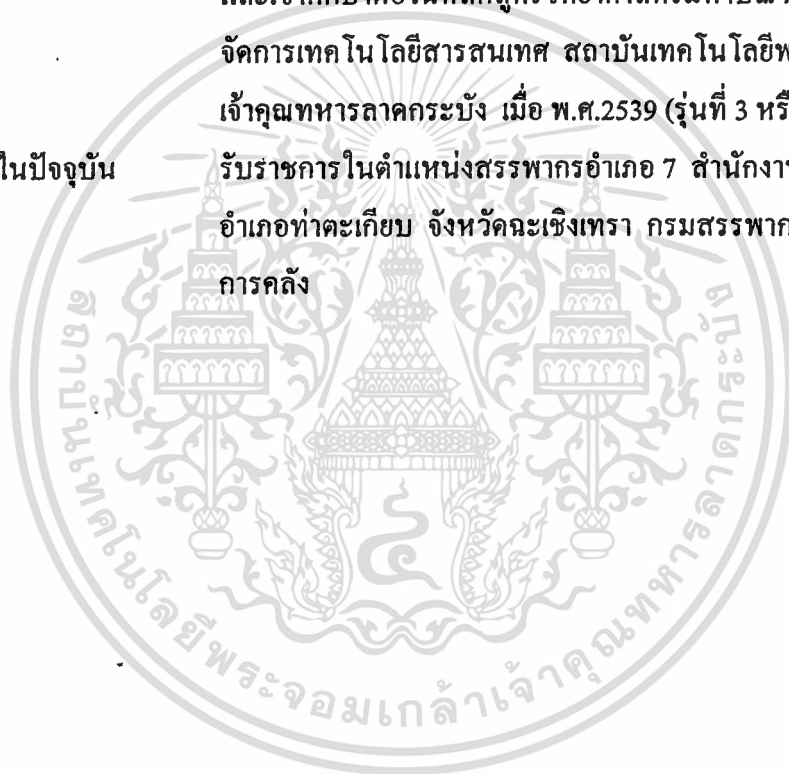 จัดการเทคโนโลยีสารสนเทศ สถาบันเทคโนโลยีพ
เจ้าคุณทหารลาดกระบัง เมื่อ พ.ศ.2539 (รุ่นที่ 3 หรื
ในปัจจุบัน รับราชการในตำแหน่งสรรพากรอำเภอ 7 สำนักงา
อำเภอท่าตะเกียบ จังหวัดฉะเชิงเทรา กรมสรรพาก
การคลัง
สถาบันเทคโนโลยีพระจอมเกล้าเจ้าคุณทหารลาดกระบัง